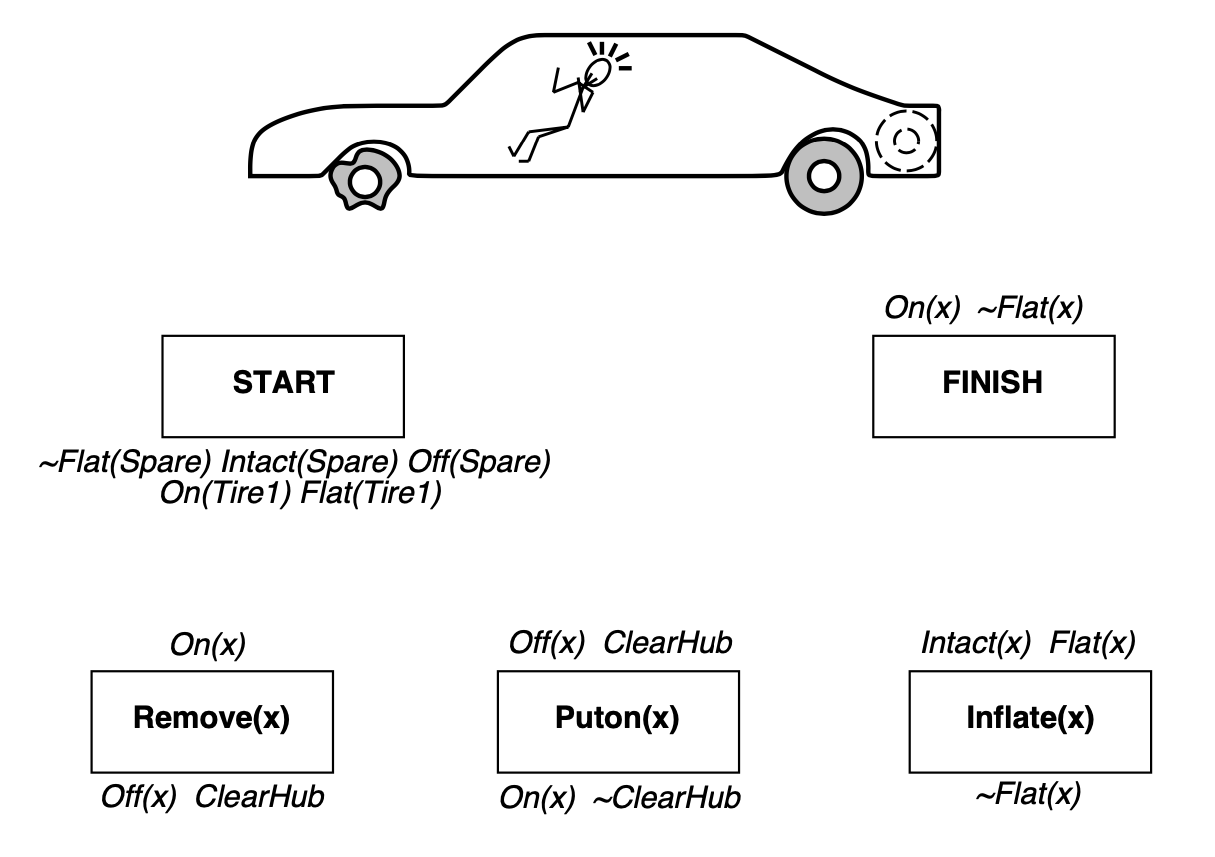 On(x) ~Flat(x)
START
FINISH
~Flat(Spare) Intact(Spare) Off(Spare)
On(Tire1) Flat(Tire1)
On(x)
Off(x) ClearHub
Intact(x) Flat(x)
Remove(x)
Puton(x)
Inflate(x)
Off(x) ClearHub
On(x) ~ClearHub
~Flat(x)